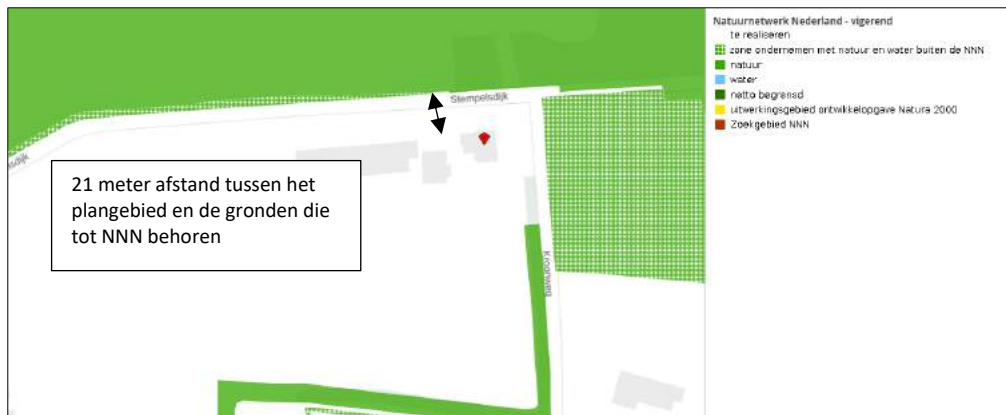 Natuurnetwerk Nederland - vigerend
te realiseren
zone ondernemen met natuur en water buiten de NNN
natuur
water
netto begrensd
uitwerkingsgebied ontwikkelopgave Natura 2000
Zoekgebied NNN
Stempelsdijk
sdijk
21 meter afstand tussen het
plangebied en de gronden die
tot NNN behoren